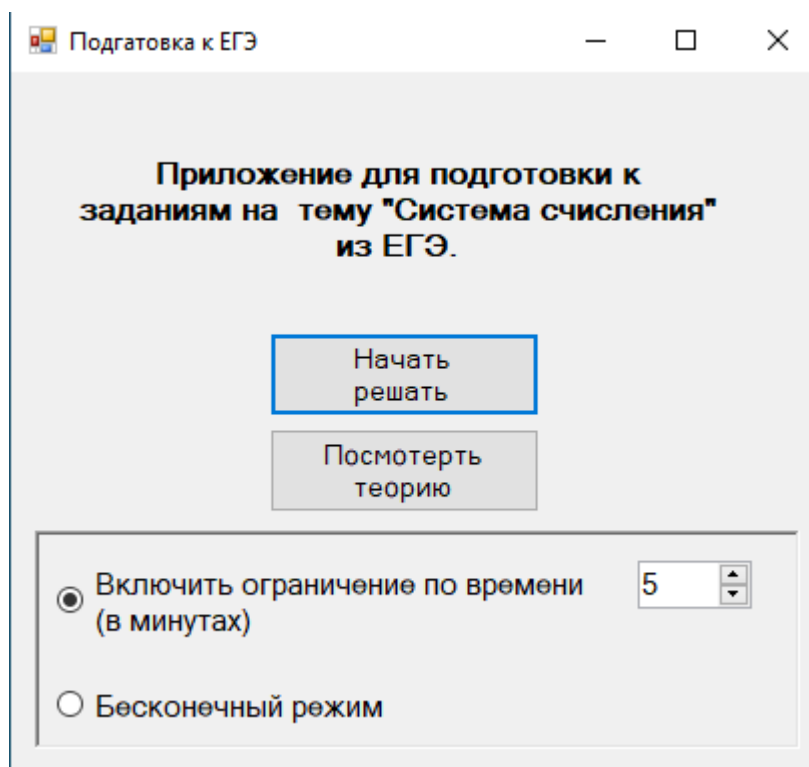 Подгатовка к ЕГЭ
Приложение для подготовки к
заданиям на  тему "Система счисления"
из ЕГЭ.
Начать
решать
Посмотерть
теорию
Включить ограничение по времени
(в минутах)
5
Бесконечный режим